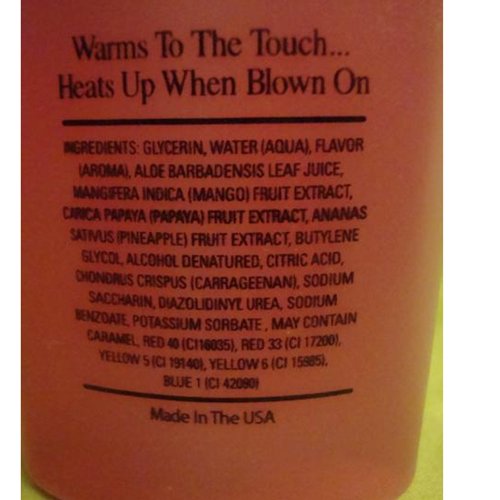 Warms To The Touch...
Heats Up When Blown On
INGREDIENTS: GLYCERIN, WATER (AQUA), FLAVOR
(AROMA), ALOE BARBADENSIS LEAF JUICE,
MANGIFERA INDICA (MANGO) FRUIT EXTRACT,
CARICA PAPAYA (PAPAYA) FRUIT EXTRACT, ANANAS
SATIVUS (PINEAPPLE) FRUIT EXTRACT, BUTYLENE
GLYCOL, ALCOHOL DENATURED, CITRIC ACID,
CHONDRUS CRISPUS (CARRAGEENAN), SODIUM
SACCHARIN, DIAZOLIDINYL UREA, SODIUM
BENZOATE, POTASSIUM SORBATE , MAY CONTAIN
CARAMEL, RED 40 (CI16035), RED 33 (CI 17200),
YELLOW 5 (CI 19140), YELLOW 6 (CI 15985),
BLUE 1 (CI 42090)
Made In The USA